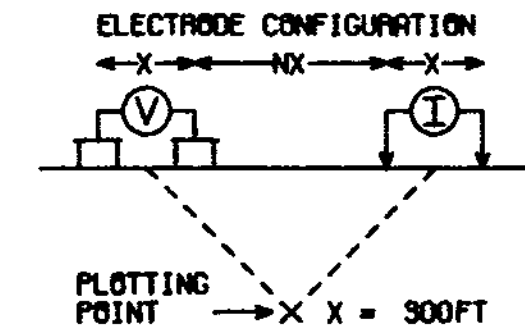 ELECTRODE CONFIGURATION
X NX X
V I
PLOTTING
POINT X X = 300FT